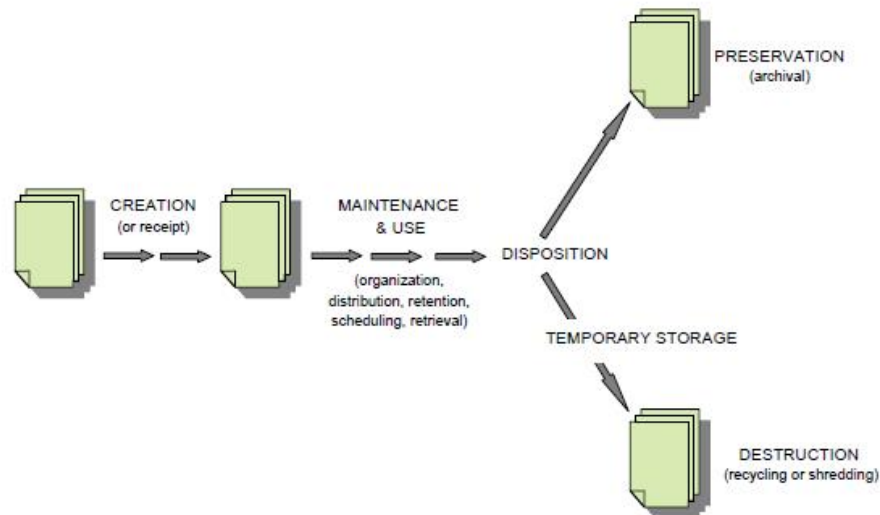 CREATION
(or receipt)
MAINTENANCE
& USE
(organization,
distribution, retention,
scheduling, retrieval)
DISPOSITION
PRESERVATION
(archival)
TEMPORARY STORAGE
DESTRUCTION
(recycling or shredding)